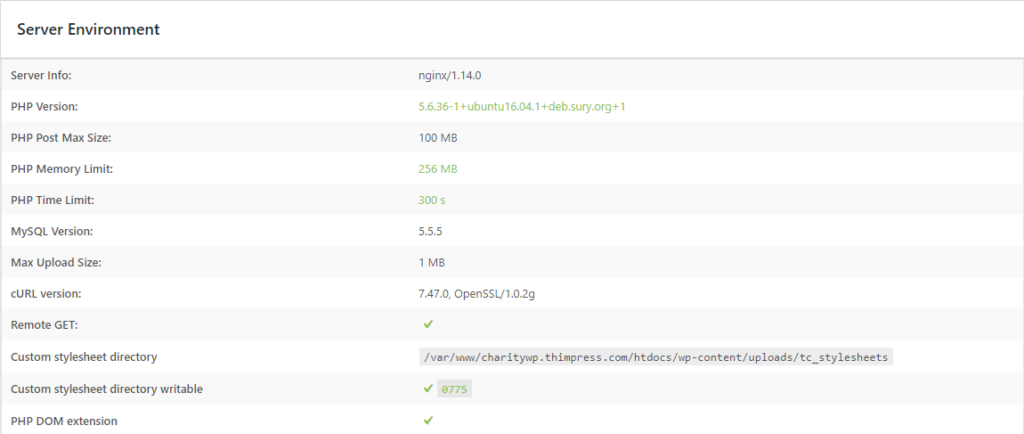 Server Environment
Server Info: nginx/1.14.0
PHP Version: 5.6.36-1+ubuntu16.04.1+deb.sury.org+1
PHP Post Max Size: 100 MB
PHP Memory Limit: 256 MB
PHP Time Limit: 300 s
MySQL Version: 5.5.5
Max Upload Size: 1 MB
cURL version: 7.47.0, OpenSSL/1.0.2g
Remote GET: ✔
Custom stylesheet directory /var/www/charitywp.thimpress.com/htdocs/wp-content/uploads/tc_stylesheets
Custom stylesheet directory writable ✔ 0775
PHP DOM extension ✔